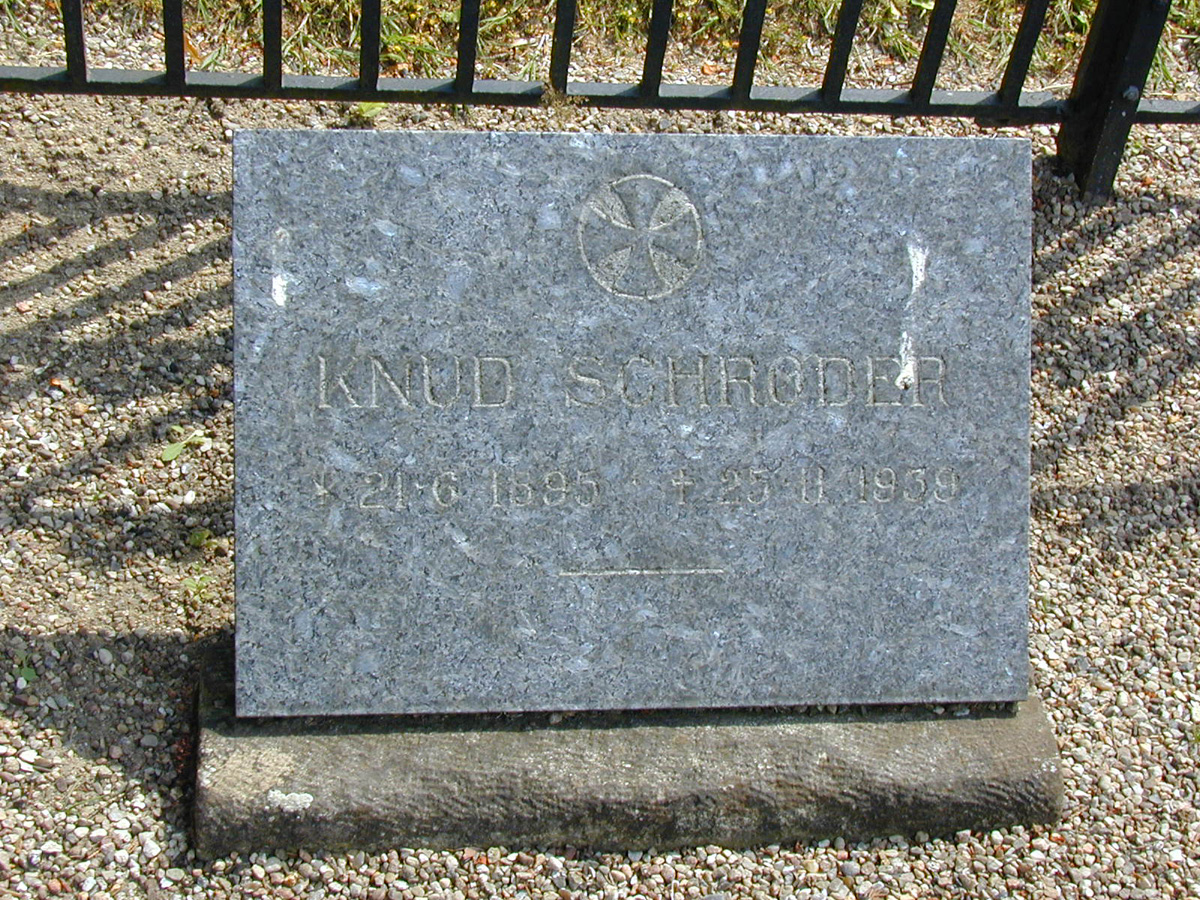 KNUD SCHRØDER
* 21·6 1895 · † 25·11 1939